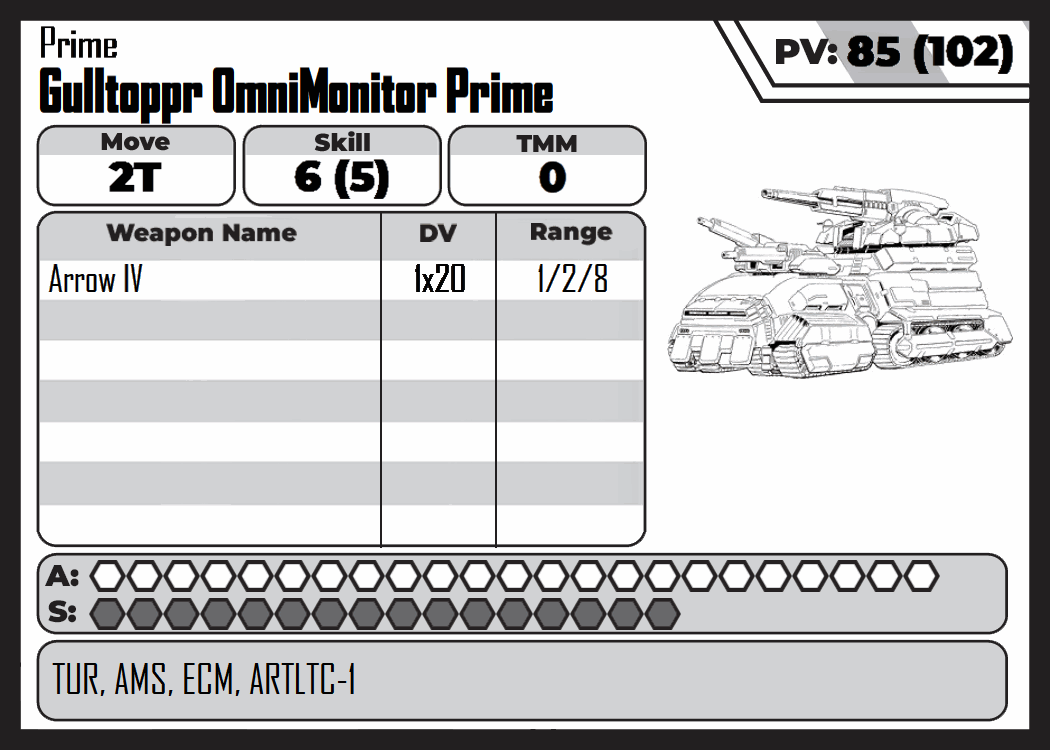 Prime
Gulltoppr OmniMonitor Prime
PV: 85 (102)
Move Skill TMM
2T 6 (5) 0
Weapon Name DV Range
Arrow IV 1x20 1/2/8
A:
S:
TUR, AMS, ECM, ARTLTC-1